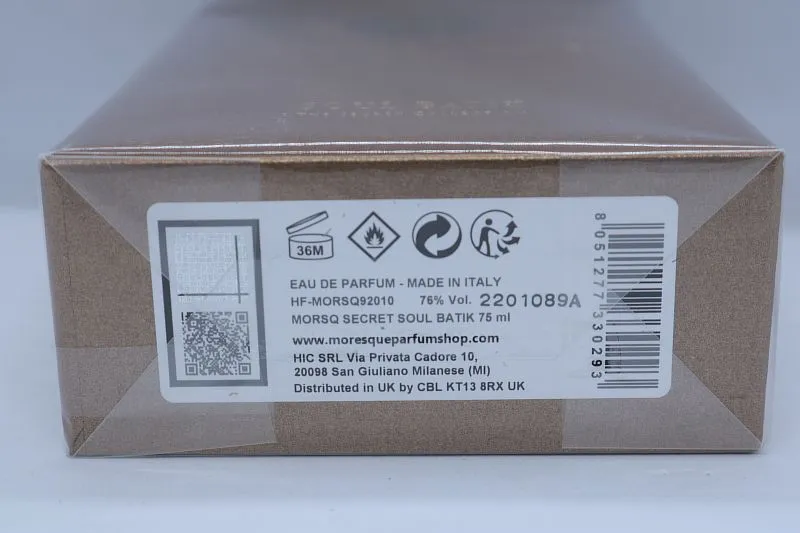 SOUL BATIK
36M
EAU DE PARFUM - MADE IN ITALY
HF-MORSQ92010 76% Vol. 2201089A
MORSQ SECRET SOUL BATIK 75 ml
www.moresqueparfumshop.com
HIC SRL Via Privata Cadore 10,
20098 San Giuliano Milanese (MI)
Distributed in UK by CBL KT13 8RX UK
8 051277 330293